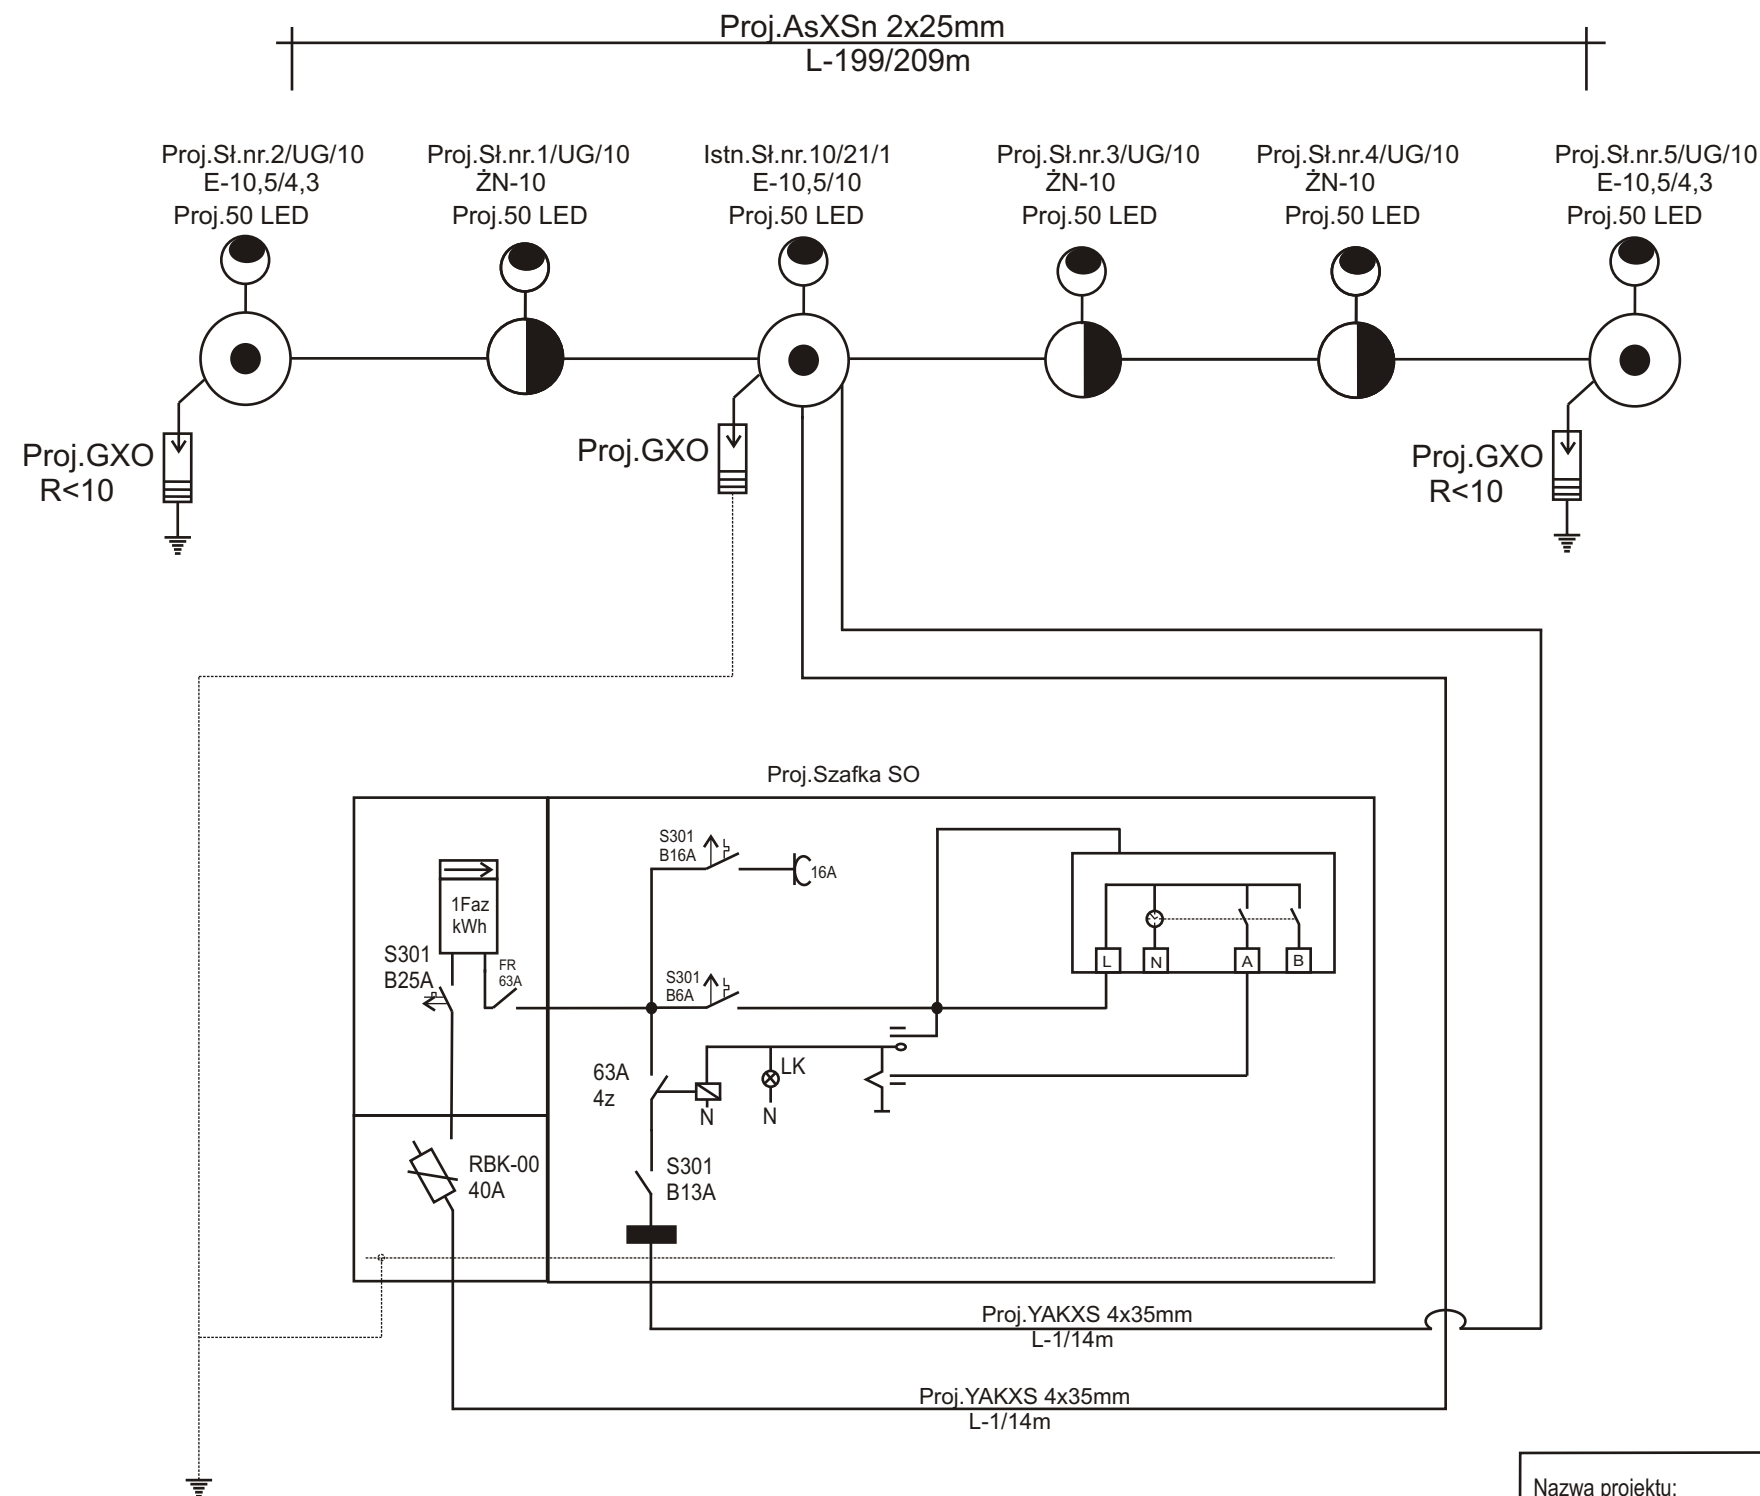 Proj.AsXSn 2x25mm
L-199/209m
Proj.Sł.nr.2/UG/10
E-10,5/4,3
Proj.50 LED
Proj.Sł.nr.1/UG/10
ŻN-10
Proj.50 LED
Istn.Sł.nr.10/21/1
E-10,5/10
Proj.50 LED
Proj.Sł.nr.3/UG/10
ŻN-10
Proj.50 LED
Proj.Sł.nr.4/UG/10
ŻN-10
Proj.50 LED
Proj.Sł.nr.5/UG/10
E-10,5/4,3
Proj.50 LED
Proj.GXO
R<10
Proj.GXO
Proj.GXO
R<10
Proj.Szafka SO
S301
B16A
16A
1Faz
kWh
S301
B25A
FR
63A
S301
B6A
L
N
A
B
63A
4z
N
LK
N
RBK-00
40A
S301
B13A
Proj.YAKXS 4x35mm
L-1/14m
Proj.YAKXS 4x35mm
L-1/14m
Nazwa projektu: